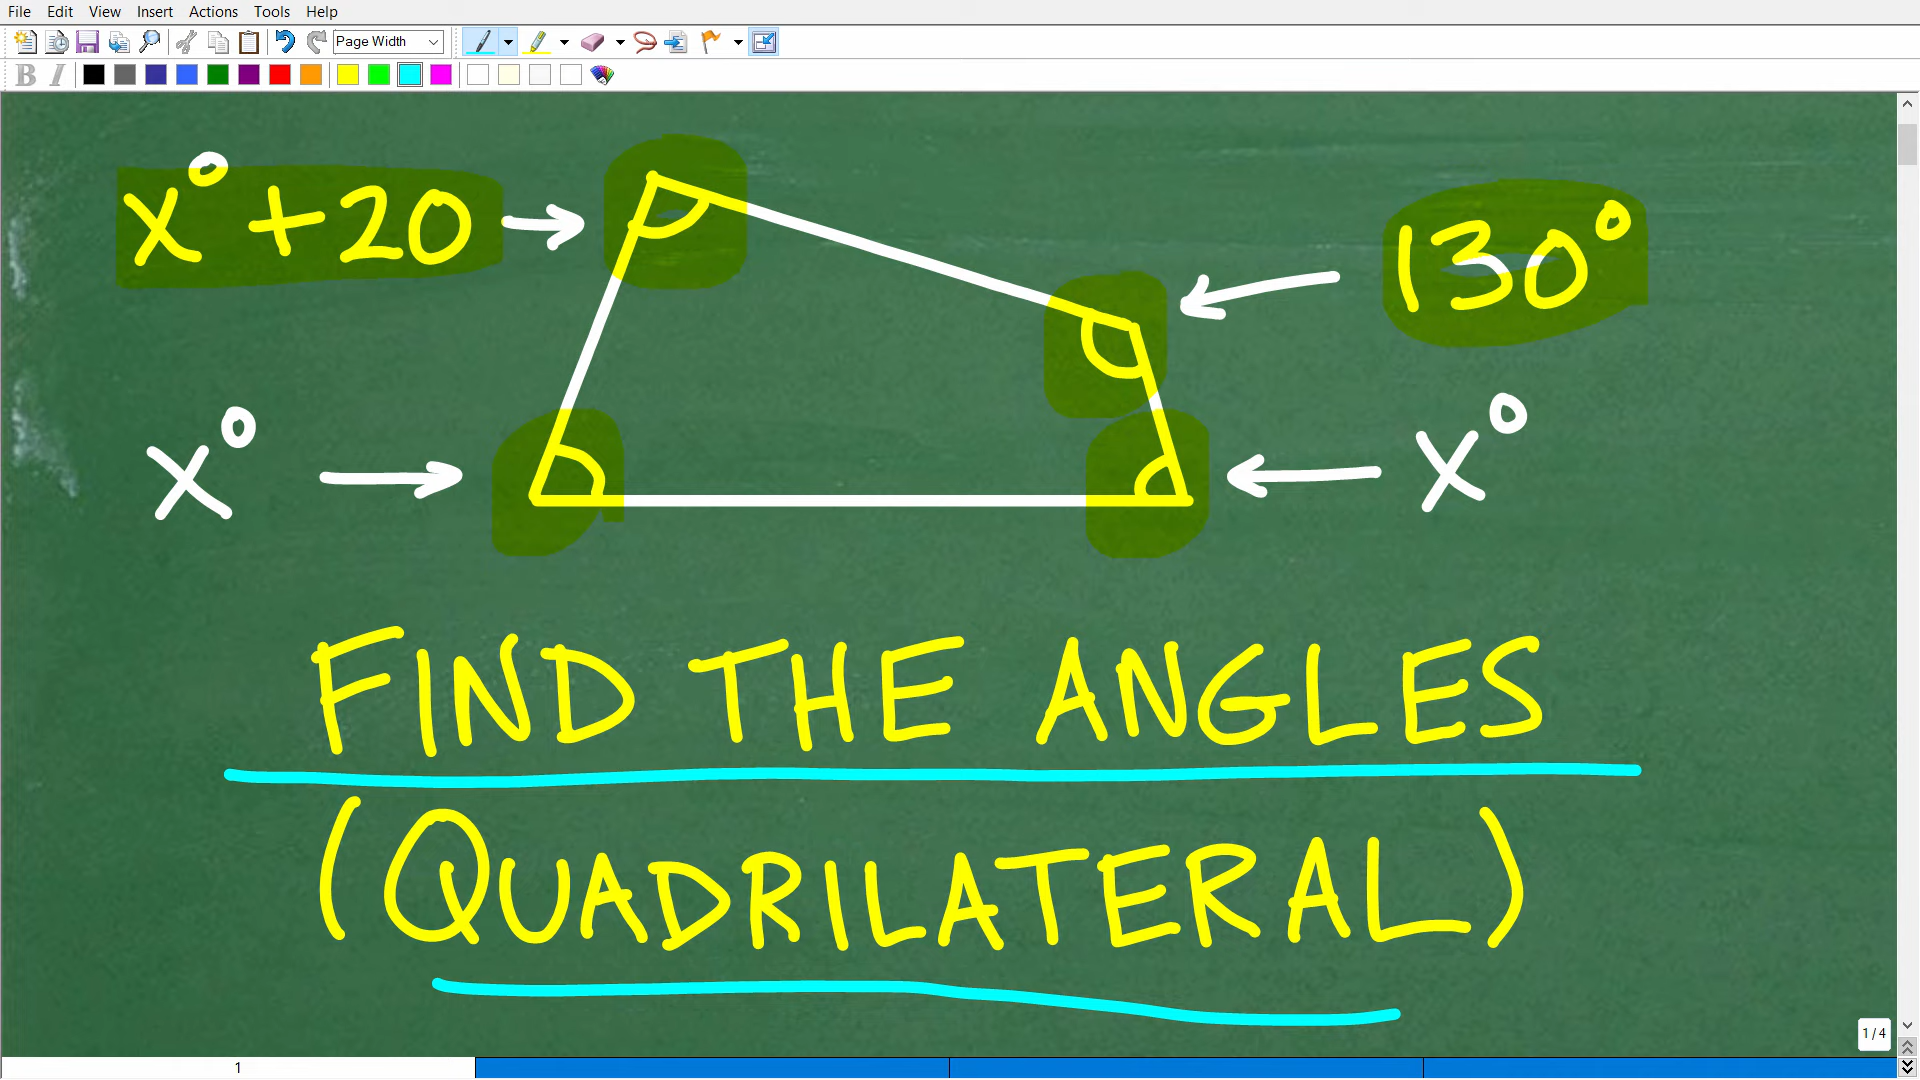 File Edit View Insert Actions Tools Help
Page Width
B I
x° + 20
130°
x°
x°
FIND THE ANGLES
(QUADRILATERAL)
1 / 4
1